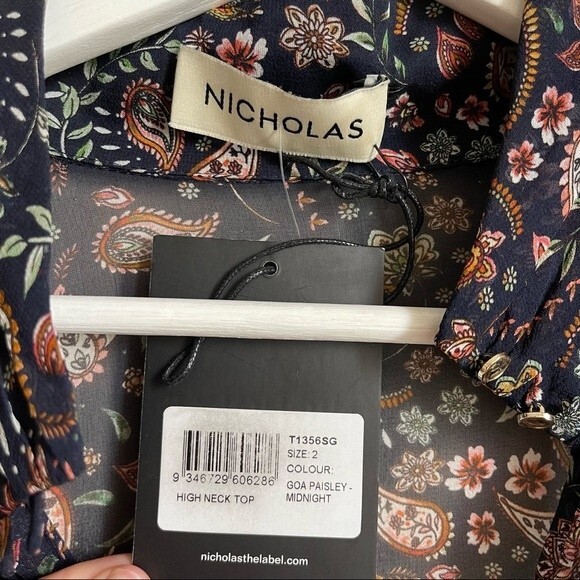 NICHOLAS
T1356SG
SIZE: 2
COLOUR:
GOA PAISLEY -
MIDNIGHT
9 346729 606286
HIGH NECK TOP
nicholasthelabel.com